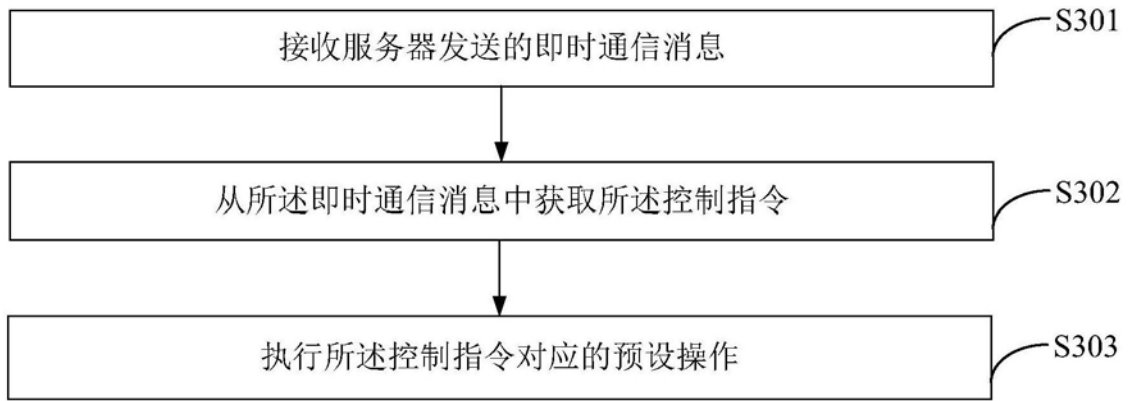 接收服务器发送的即时通信消息
S301
从所述即时通信消息中获取所述控制指令
S302
执行所述控制指令对应的预设操作
S303